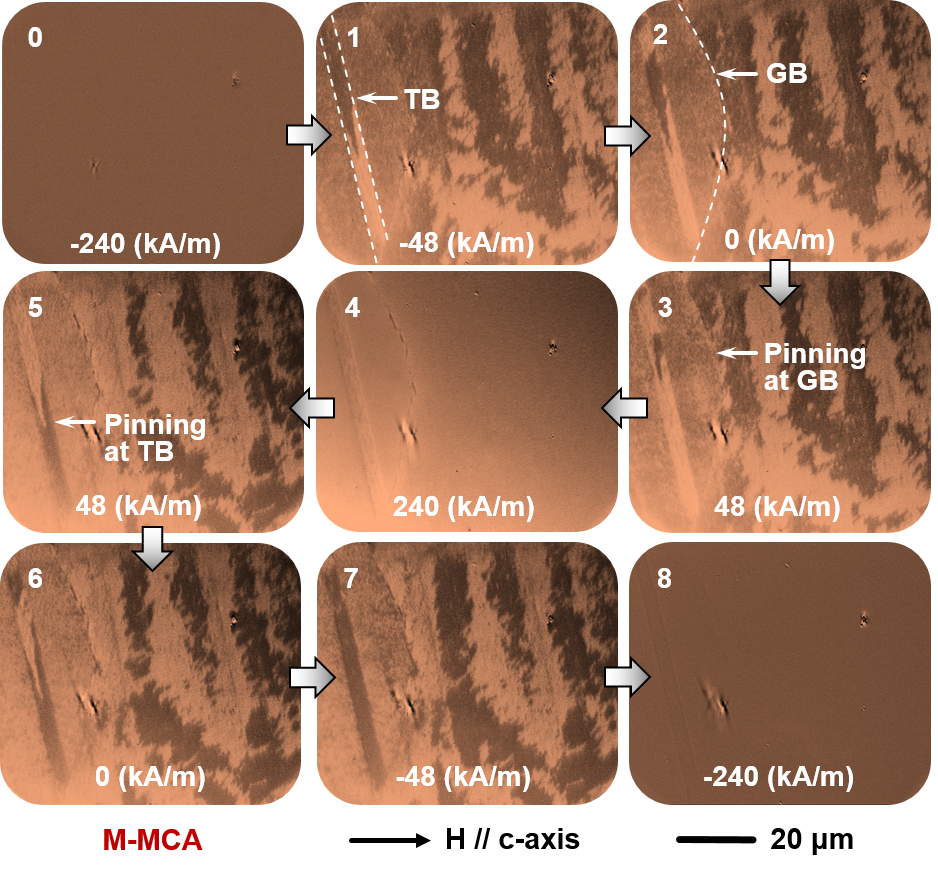 0
-240 (kA/m)
1
TB
-48 (kA/m)
2
GB
0 (kA/m)
5
Pinning
at TB
48 (kA/m)
4
240 (kA/m)
3
Pinning
at GB
48 (kA/m)
6
0 (kA/m)
7
-48 (kA/m)
8
-240 (kA/m)
M-MCA
H // c-axis
20 μm